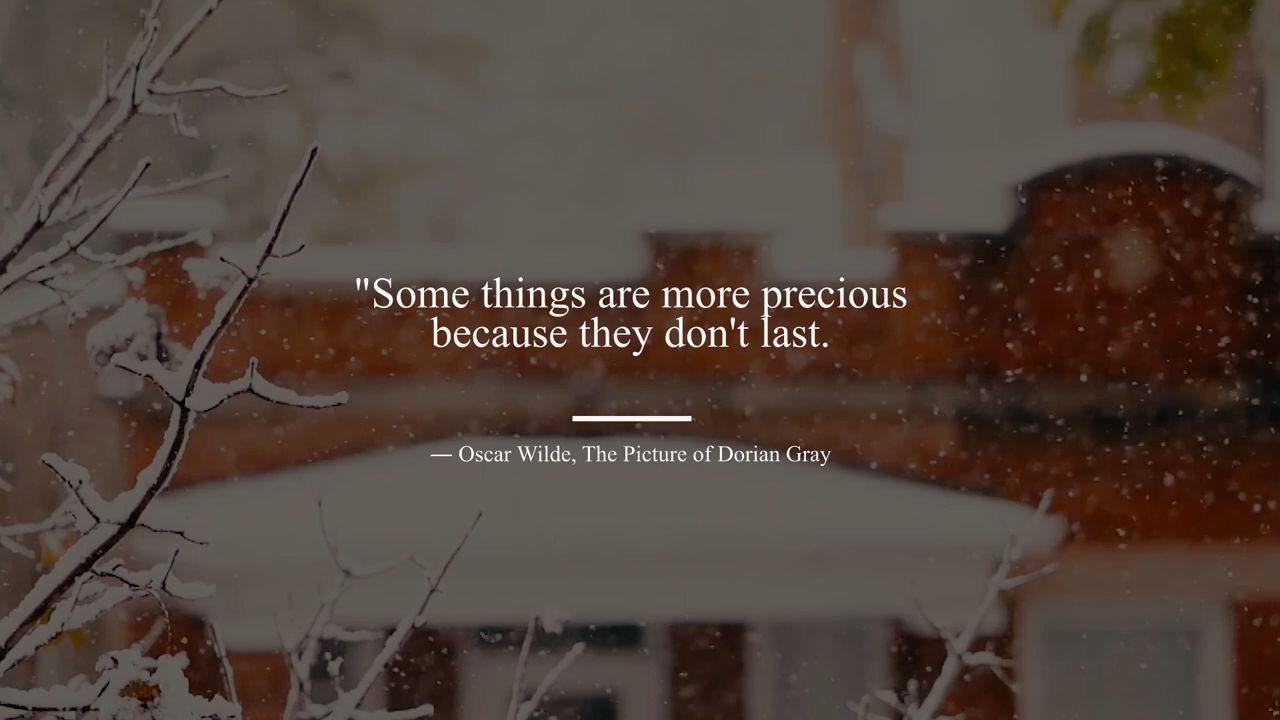 "Some things are more precious
because they don't last.
— Oscar Wilde, The Picture of Dorian Gray